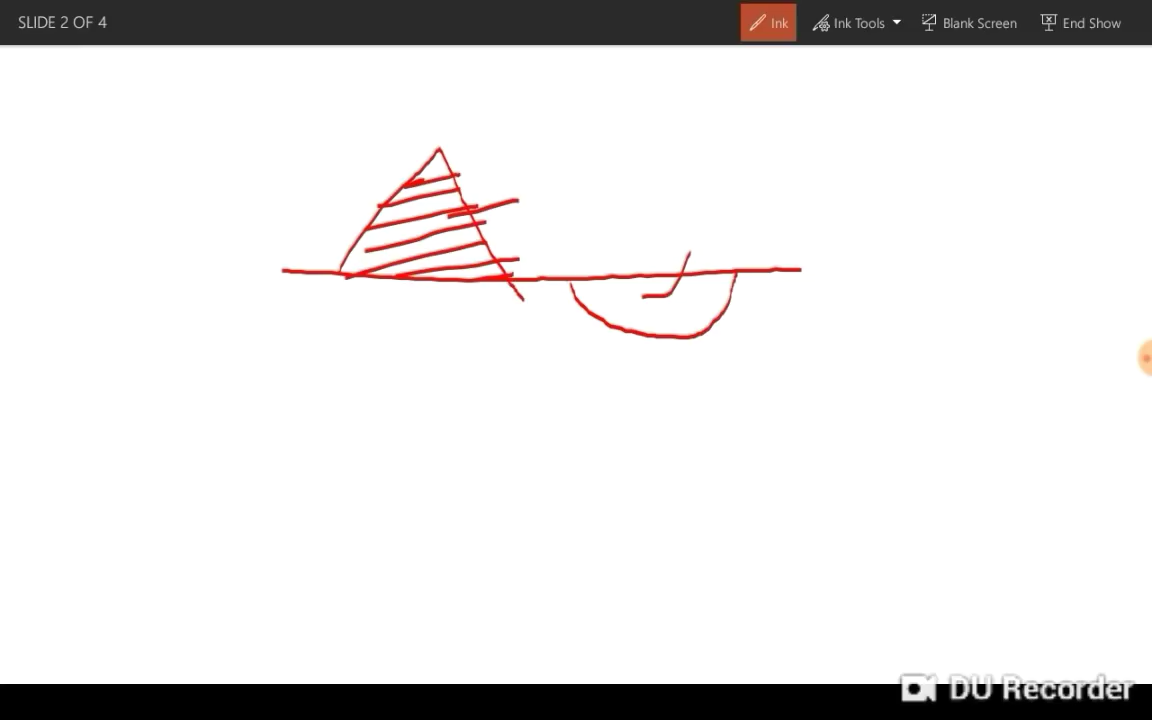 SLIDE 2 OF 4
Ink
Ink Tools
Blank Screen
End Show
DU Recorder